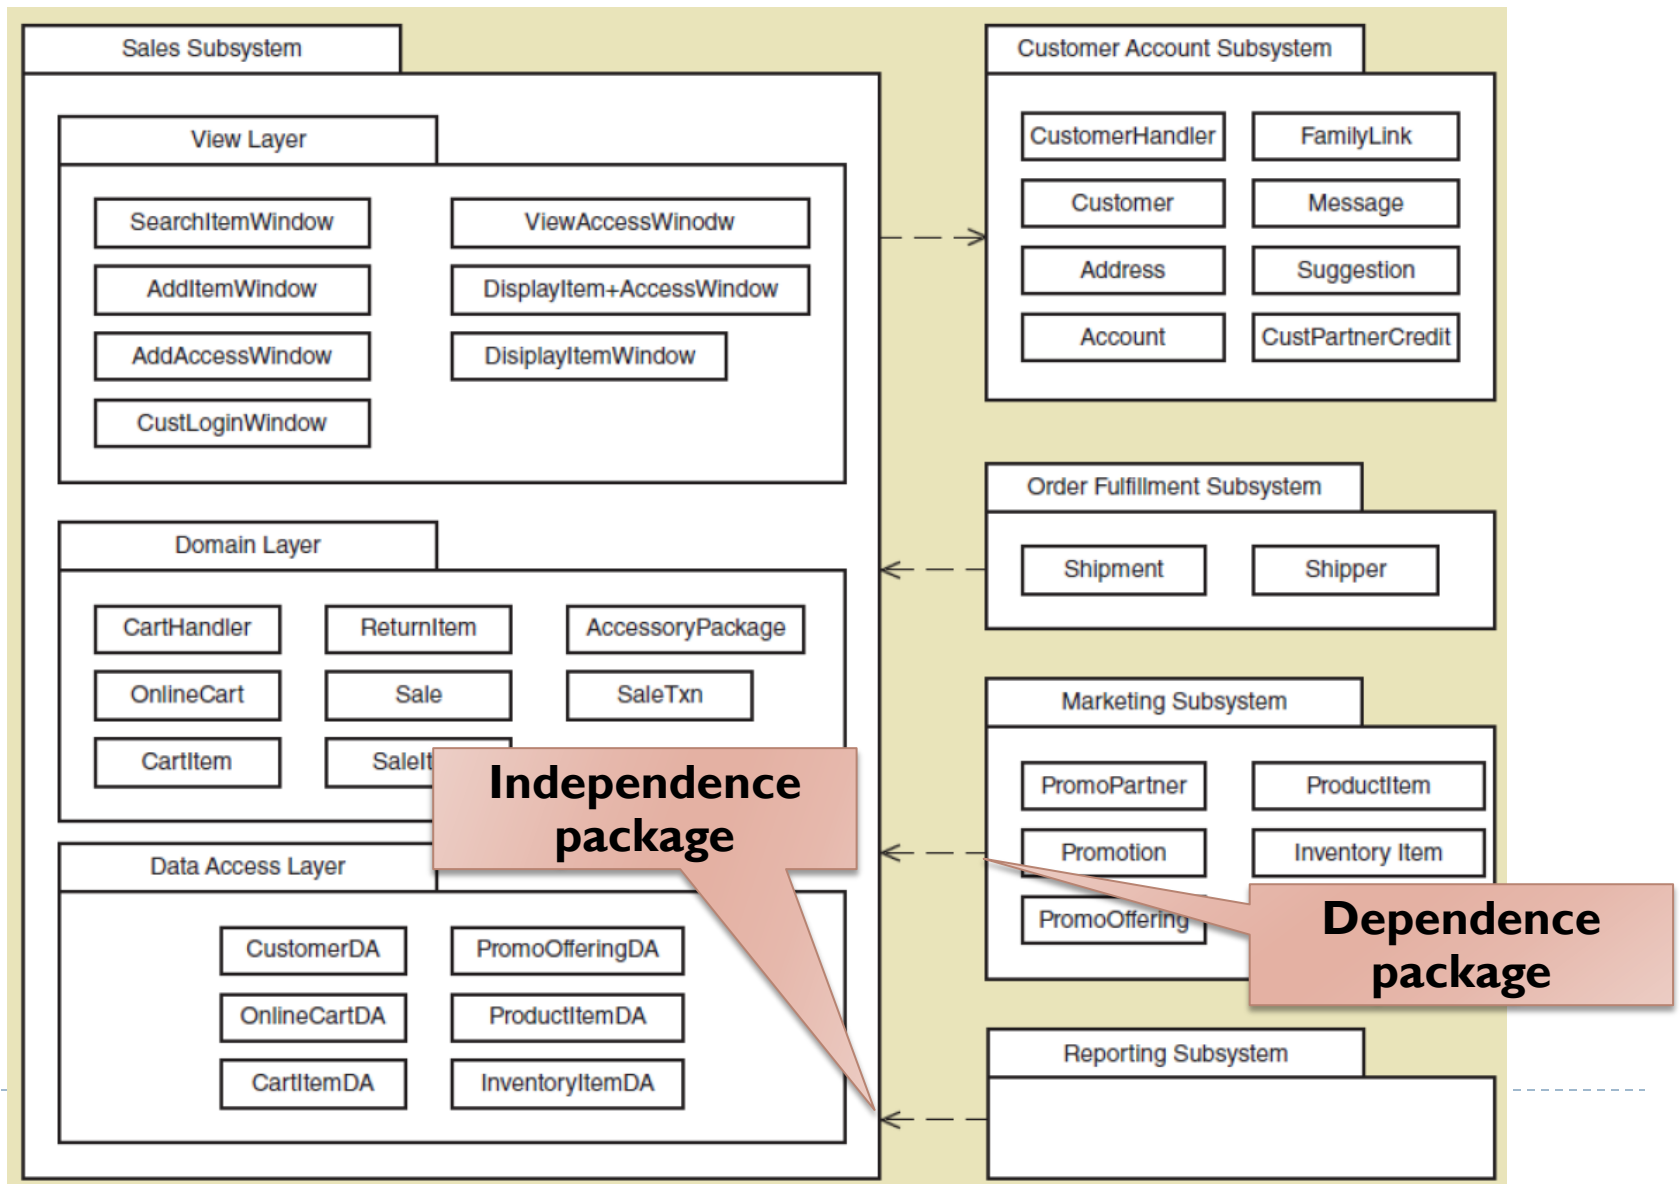 Sales Subsystem
View Layer
SearchItemWindow
ViewAccessWinodw
AddItemWindow
DisplayItem+AccessWindow
AddAccessWindow
DisiplayItemWindow
CustLoginWindow
Domain Layer
CartHandler
ReturnItem
AccessoryPackage
OnlineCart
Sale
SaleTxn
CartItem
Independence
package
Data Access Layer
CustomerDA
PromoOfferingDA
OnlineCartDA
ProductItemDA
CartItemDA
InventoryItemDA
Customer Account Subsystem
CustomerHandler
FamilyLink
Customer
Message
Address
Suggestion
Account
CustPartnerCredit
Order Fulfillment Subsystem
Shipment
Shipper
Marketing Subsystem
PromoPartner
ProductItem
Promotion
Inventory Item
PromoOffering
Dependence
package
Reporting Subsystem